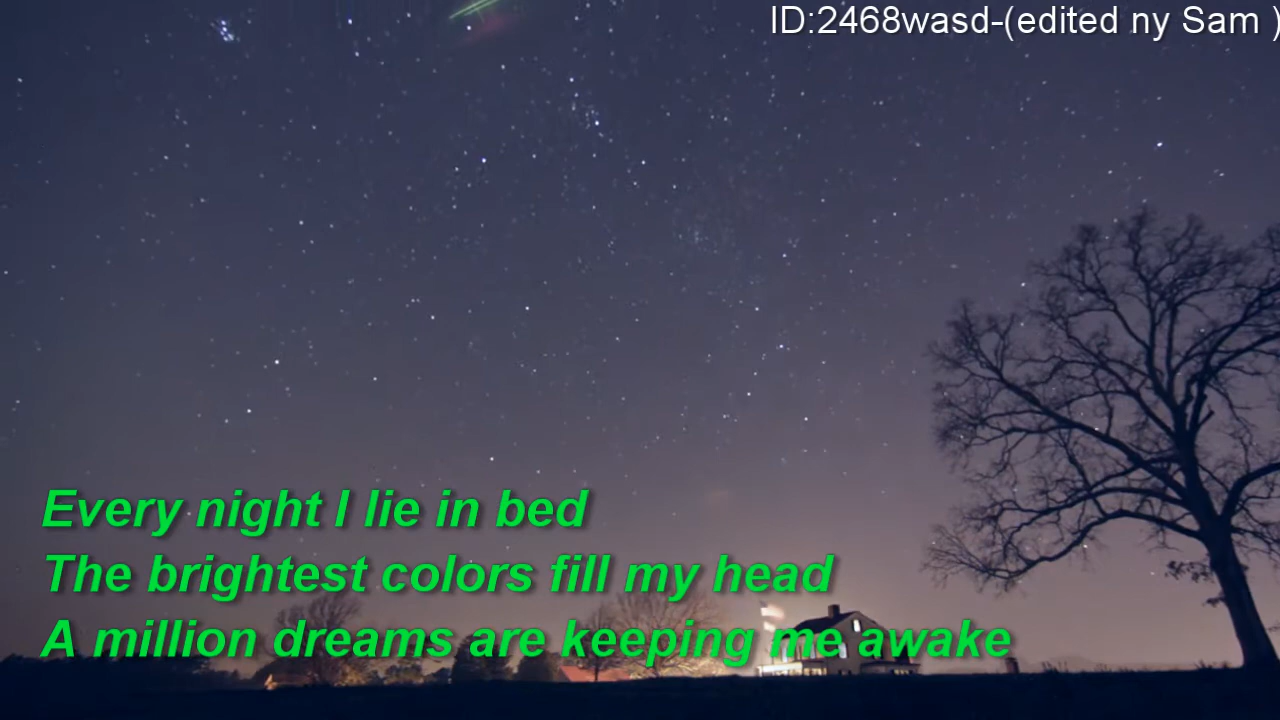 ID:2468wasd-(edited ny Sam )
Every night I lie in bed
The brightest colors fill my head
A million dreams are keeping me awake